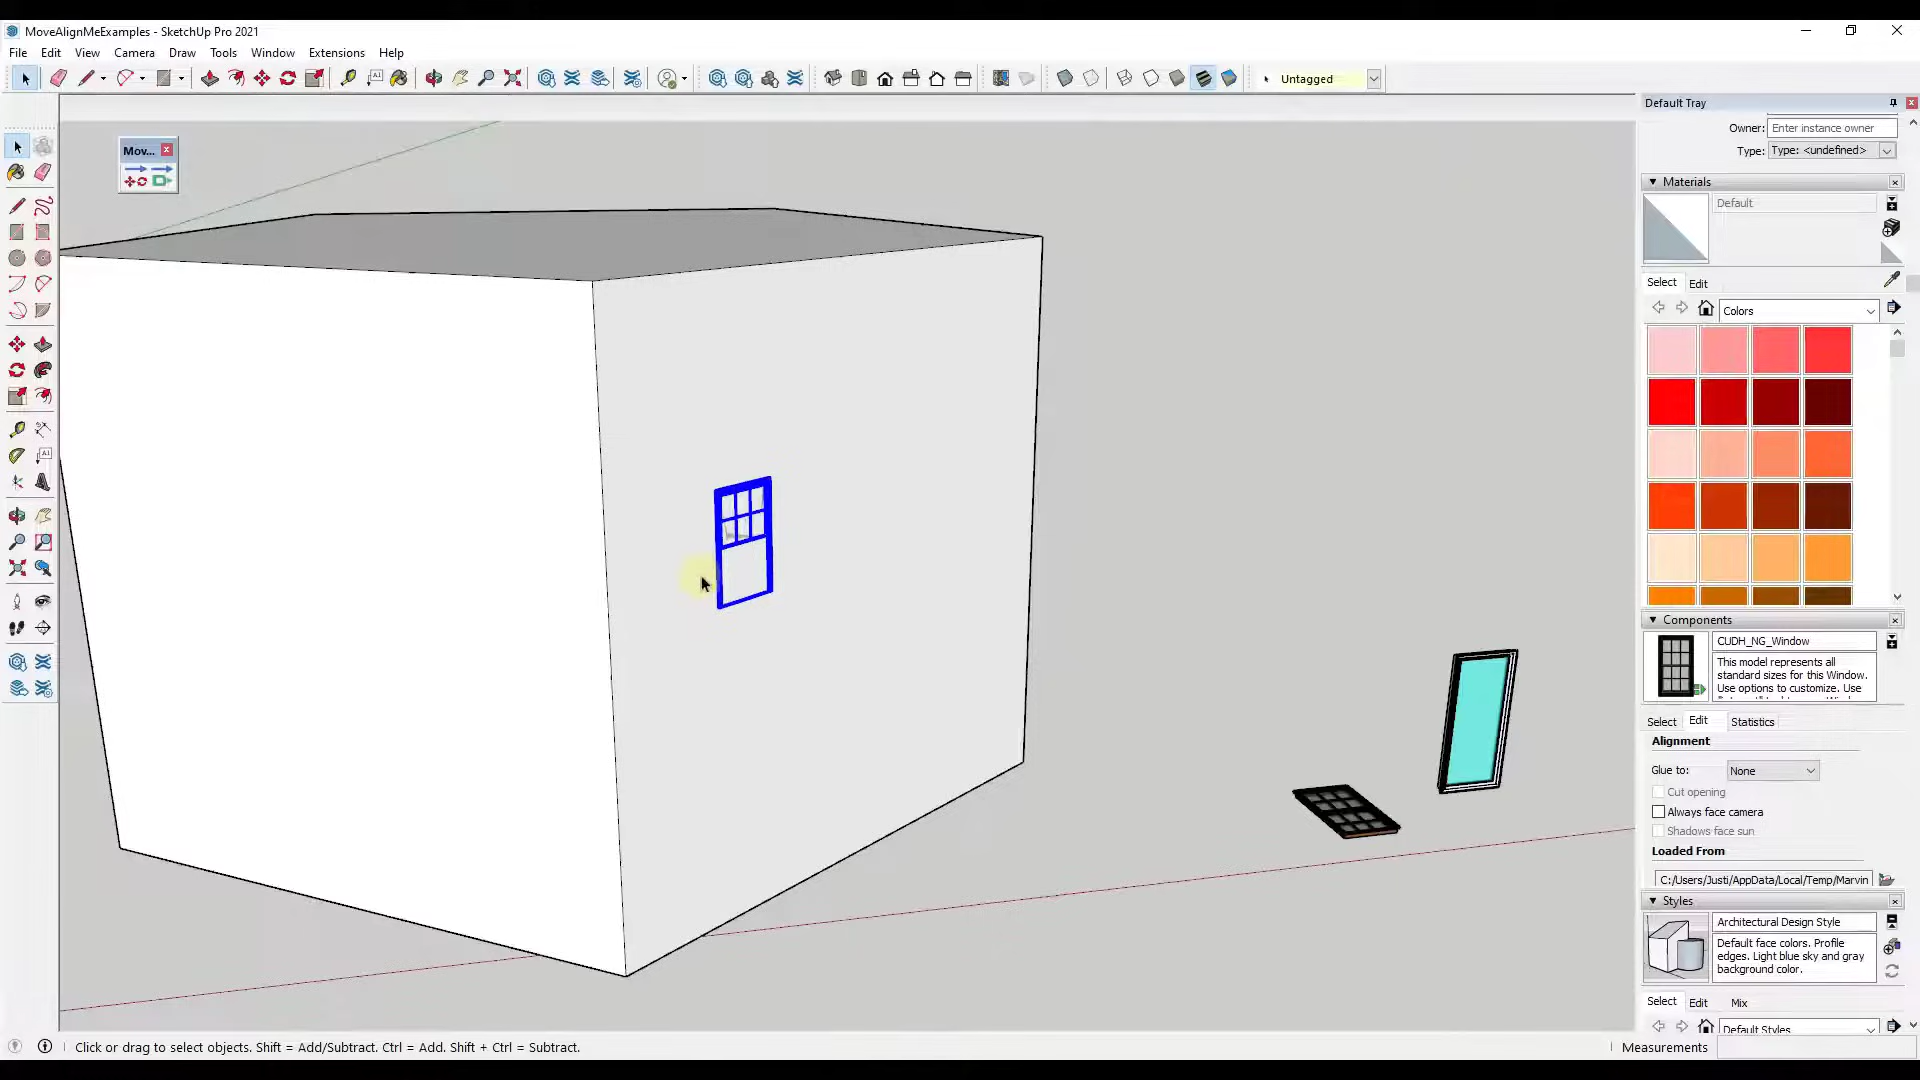 MoveAlignMeExamples - SketchUp Pro 2021
File Edit View Camera Draw Tools Window Extensions Help
Untagged
Default Tray
Mov...
Owner: Enter instance owner
Type: Type: <undefined>
Materials
Default
Select Edit
Colors
Components
CUDH_NG_Window
This model represents all
standard sizes for this Window.
Use options to customize. Use
Select Edit Statistics
Alignment
Glue to: None
Cut opening
Always face camera
Shadows face sun
Loaded From
C:/Users/Justi/AppData/Local/Temp/Marvin
Styles
Architectural Design Style
Default face colors. Profile
edges. Light blue sky and gray
background color.
Select Edit Mix
Default Styles
Click or drag to select objects. Shift = Add/Subtract. Ctrl = Add. Shift + Ctrl = Subtract.
Measurements